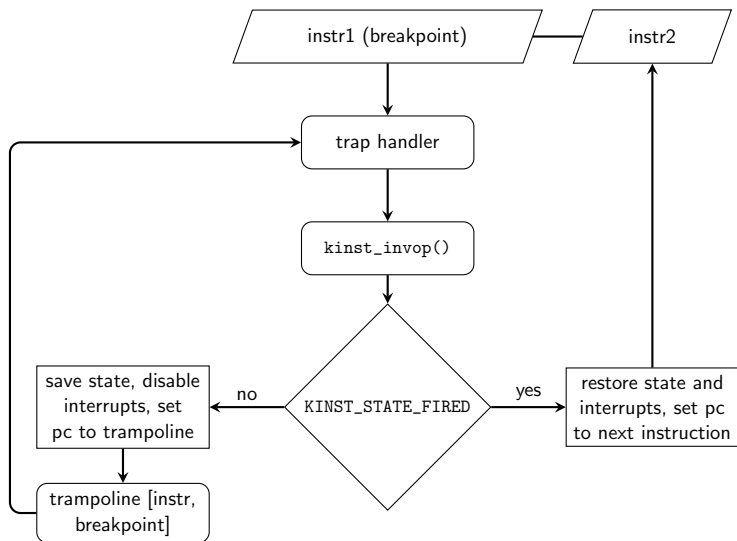 instr1 (breakpoint)
instr2
trap handler
kinst_invop()
save state, disable
interrupts, set
pc to trampoline
no
KINST_STATE_FIRED
yes
restore state and
interrupts, set pc
to next instruction
trampoline [instr,
breakpoint]